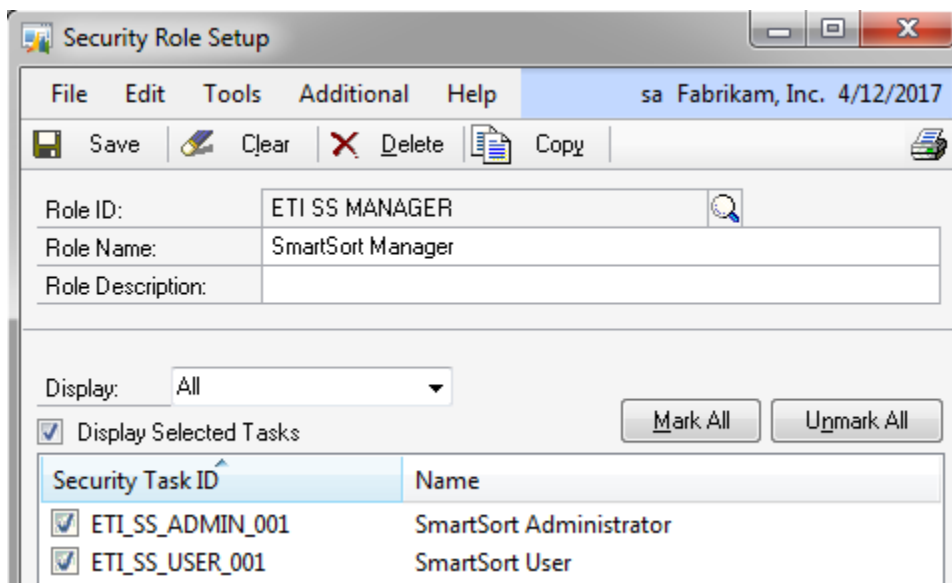 Security Role Setup
File Edit Tools Additional Help sa Fabrikam, Inc. 4/12/2017
Save Clear Delete Copy
Role ID: ETI SS MANAGER
Role Name: SmartSort Manager
Role Description:
Display: All
Display Selected Tasks Mark All Unmark All
Security Task ID Name
ETI_SS_ADMIN_001 SmartSort Administrator
ETI_SS_USER_001 SmartSort User